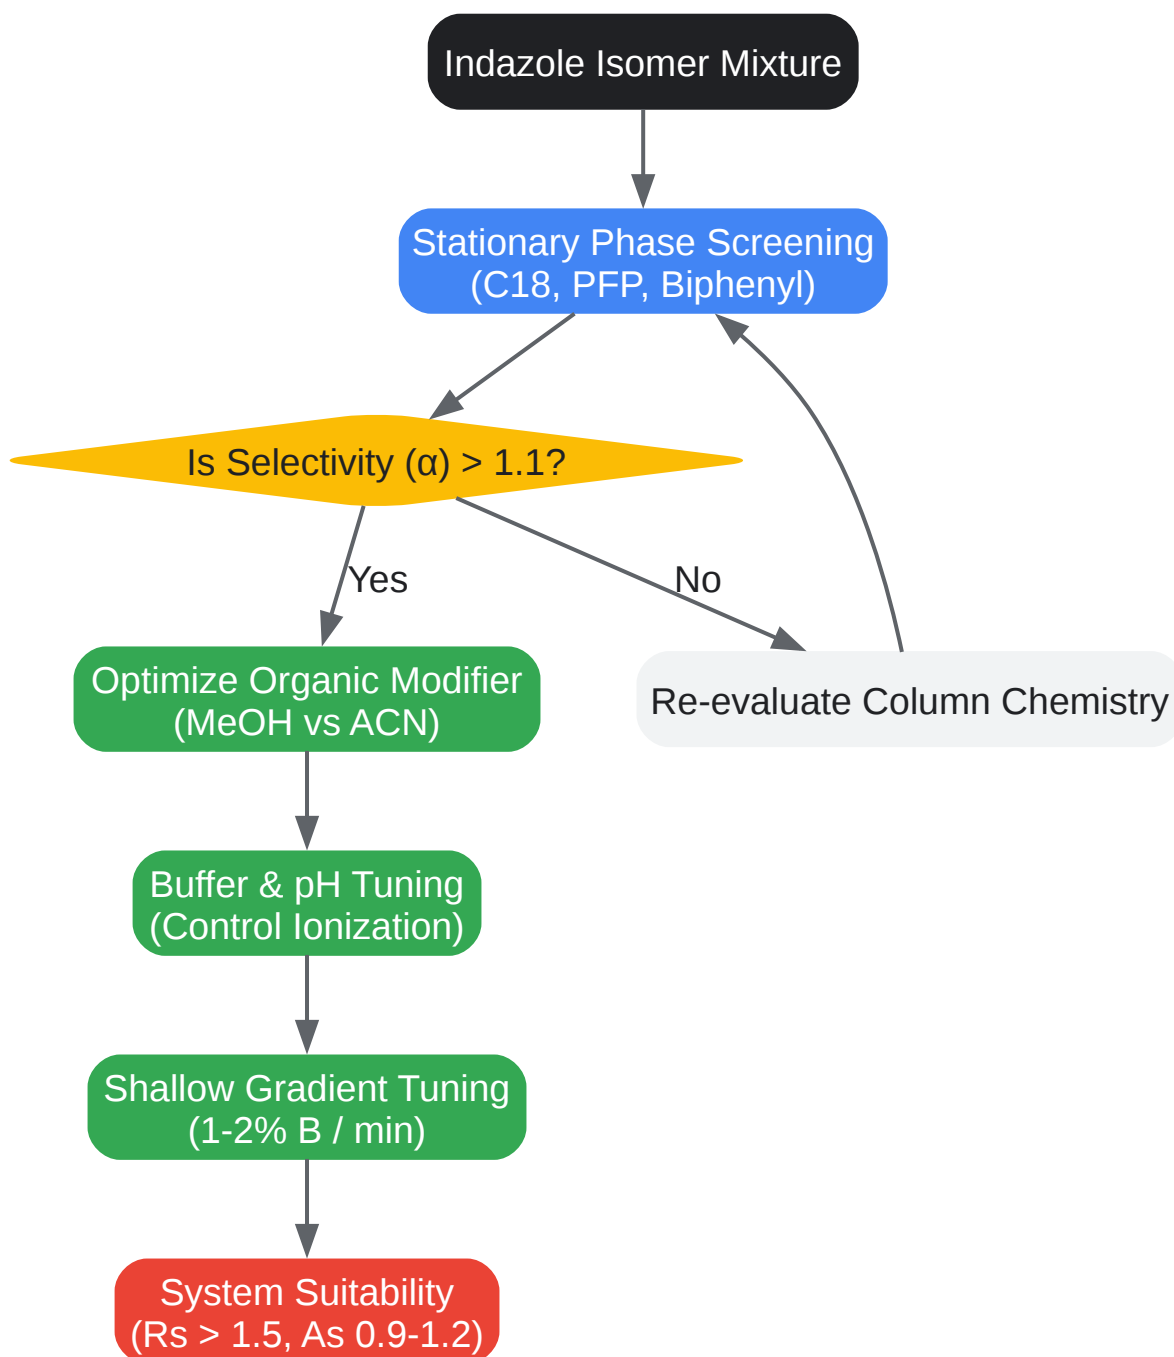 Indazole Isomer Mixture
Stationary Phase Screening
(C18, PFP, Biphenyl)
Is Selectivity (α) > 1.1?
Yes
No
Optimize Organic Modifier
(MeOH vs ACN)
Re-evaluate Column Chemistry
Buffer & pH Tuning
(Control Ionization)
Shallow Gradient Tuning
(1-2% B / min)
System Suitability
(Rs > 1.5, As 0.9-1.2)